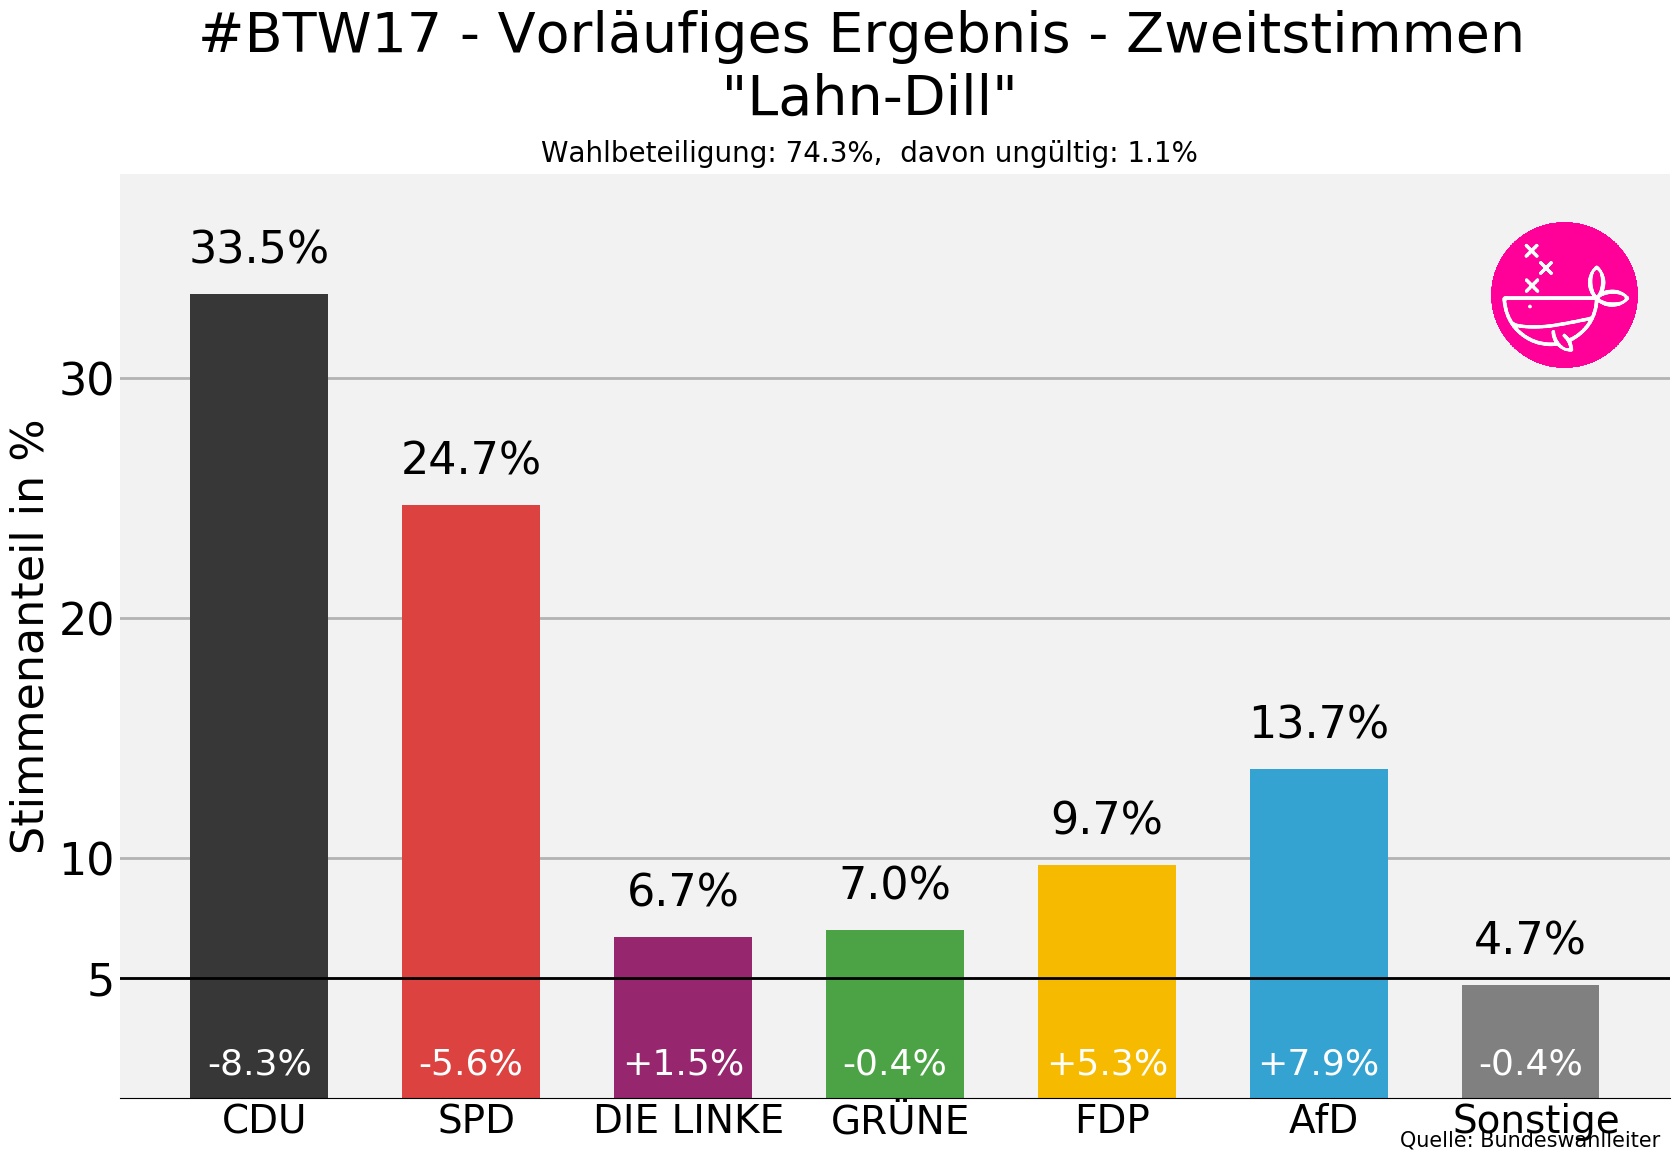 #BTW17 - Vorläufiges Ergebnis - Zweitstimmen
"Lahn-Dill"
Wahlbeteiligung: 74.3%, davon ungültig: 1.1%
Stimmenanteil in %
30
20
10
5
33.5%
24.7%
6.7%
7.0%
9.7%
13.7%
4.7%
-8.3%
-5.6%
+1.5%
-0.4%
+5.3%
+7.9%
-0.4%
CDU
SPD
DIE LINKE
GRÜNE
FDP
AfD
Sonstige
Quelle: Bundeswahlleiter